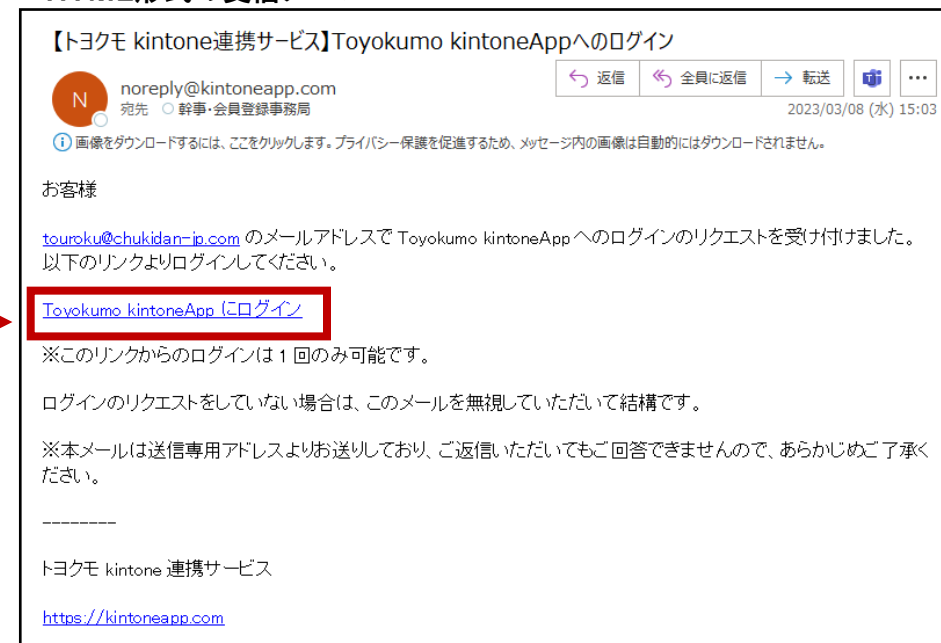 【トヨクモ kintone連携サービス】Toyokumo kintoneAppへのログイン
N
noreply@kintoneapp.com
宛先 幹事・会員登録事務局
返信
全員に返信
転送
2023/03/08 (水) 15:03
画像をダウンロードするには、ここをクリックします。プライバシー保護を促進するため、メッセージ内の画像は自動的にはダウンロードされません。
お客様
touroku@chukidan-jp.com のメールアドレスで Toyokumo kintoneApp へのログインのリクエストを受け付けました。
以下のリンクよりログインしてください。
Toyokumo kintoneApp にログイン
※このリンクからのログインは 1 回のみ可能です。
ログインのリクエストをしていない場合は、このメールを無視していただいて結構です。
※本メールは送信専用アドレスよりお送りしており、ご返信いただいてもご回答できませんので、あらかじめご了承く
ださい。
--------
トヨクモ kintone 連携サービス
https://kintoneapp.com